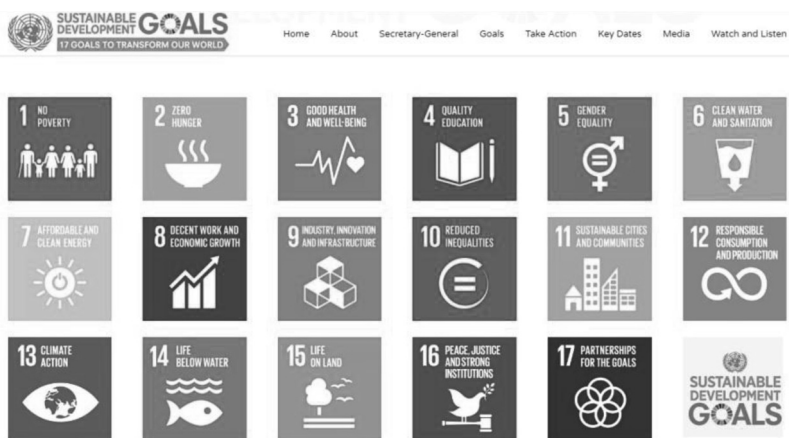 SUSTAINABLE
DEVELOPMENT GOALS
17 GOALS TO TRANSFORM OUR WORLD
Home About Secretary-General Goals Take Action Key Dates Media Watch and Listen
1 NO
POVERTY
2 ZERO
HUNGER
3 GOOD HEALTH
AND WELL-BEING
4 QUALITY
EDUCATION
5 GENDER
EQUALITY
6 CLEAN WATER
AND SANITATION
7 AFFORDABLE AND
CLEAN ENERGY
8 DECENT WORK AND
ECONOMIC GROWTH
9 INDUSTRY, INNOVATION
AND INFRASTRUCTURE
10 REDUCED
INEQUALITIES
11 SUSTAINABLE CITIES
AND COMMUNITIES
12 RESPONSIBLE
CONSUMPTION
AND PRODUCTION
13 CLIMATE
ACTION
14 LIFE
BELOW WATER
15 LIFE
ON LAND
16 PEACE, JUSTICE
AND STRONG
INSTITUTIONS
17 PARTNERSHIPS
FOR THE GOALS
SUSTAINABLE
DEVELOPMENT
GOALS